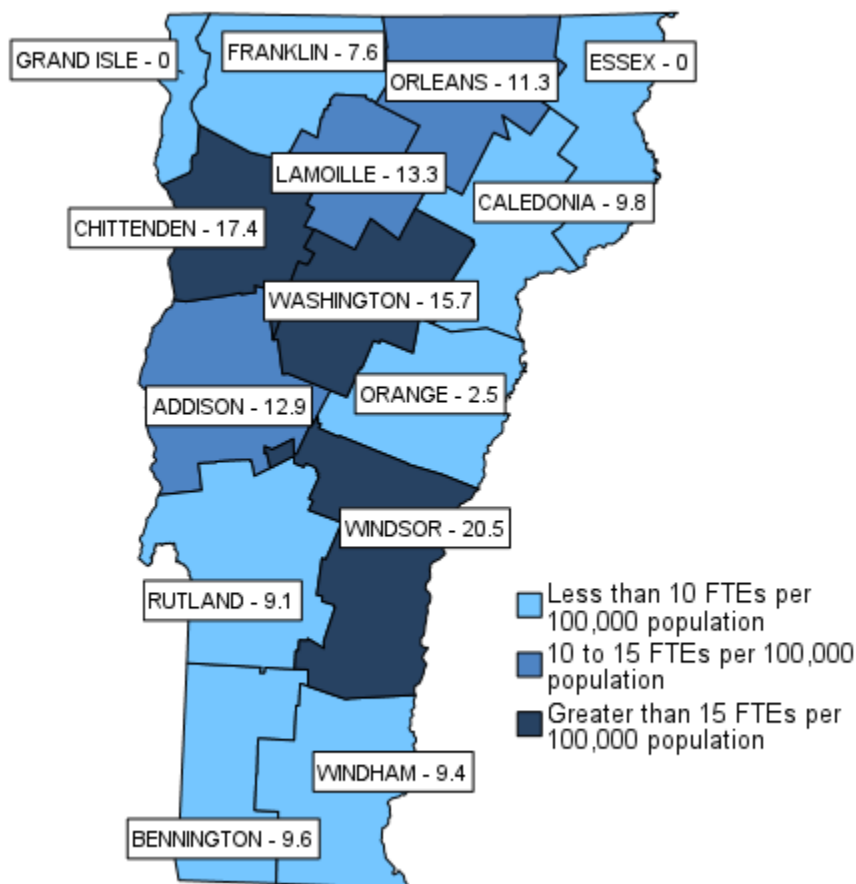 FRANKLIN - 7.6
GRAND ISLE - 0
ESSEX - 0
ORLEANS - 11.3
LAMOILLE - 13.3
CALEDONIA - 9.8
CHITTENDEN - 17.4
WASHINGTON - 15.7
ORANGE - 2.5
ADDISON - 12.9
WINDSOR - 20.5
RUTLAND - 9.1
WINDHAM - 9.4
BENNINGTON - 9.6
Less than 10 FTEs per
100,000 population
10 to 15 FTEs per 100,000
population
Greater than 15 FTEs per
100,000 population